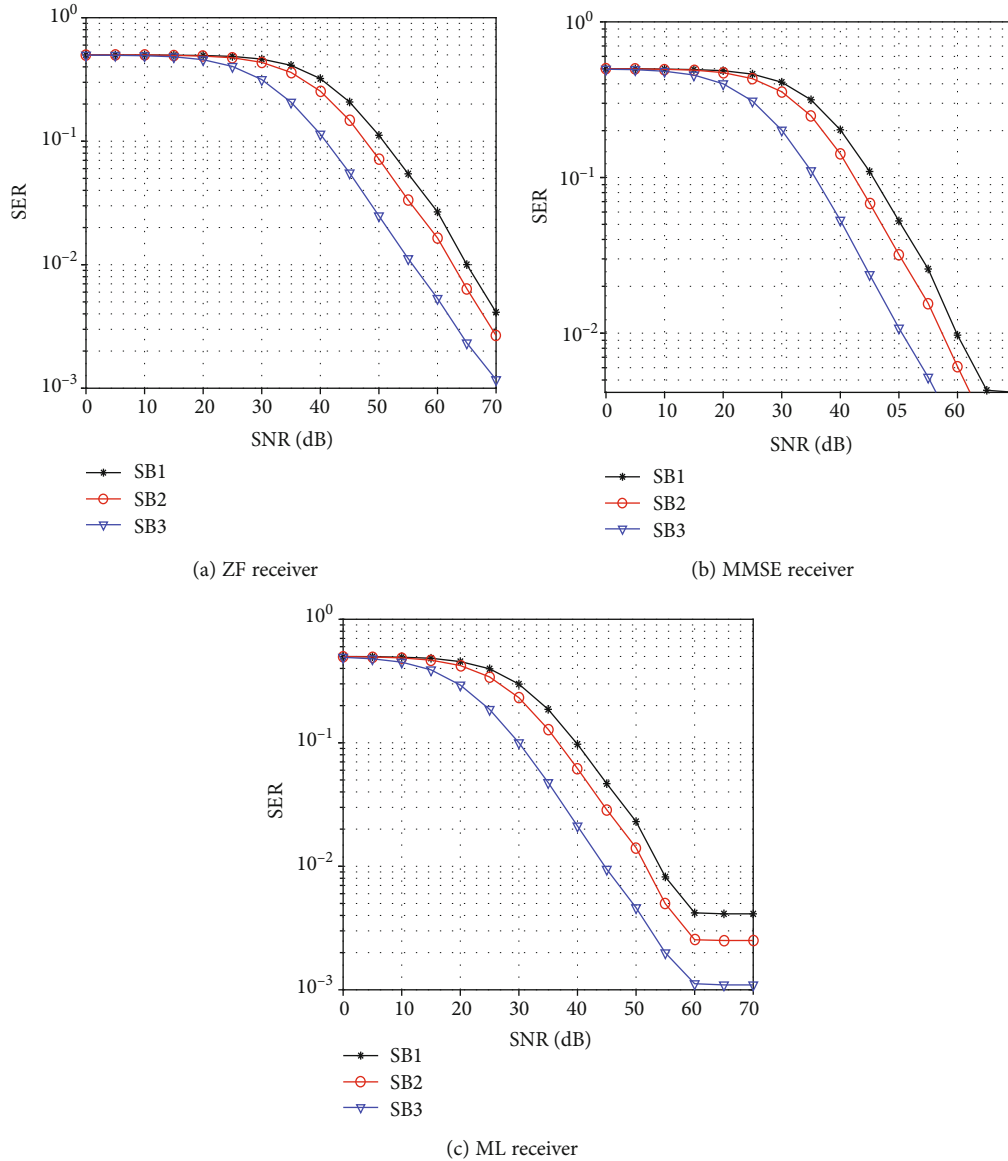 10^0
10^-1
10^-2
10^-3
SER
0 10 20 30 40 50 60 70
SNR (dB)
SB1
SB2
SB3
(a) ZF receiver
10^0
10^-1
10^-2
SER
0 10 20 30 40 05 60
SNR (dB)
SB1
SB2
SB3
(b) MMSE receiver
10^0
10^-1
10^-2
10^-3
SER
0 10 20 30 40 50 60 70
SNR (dB)
SB1
SB2
SB3
(c) ML receiver